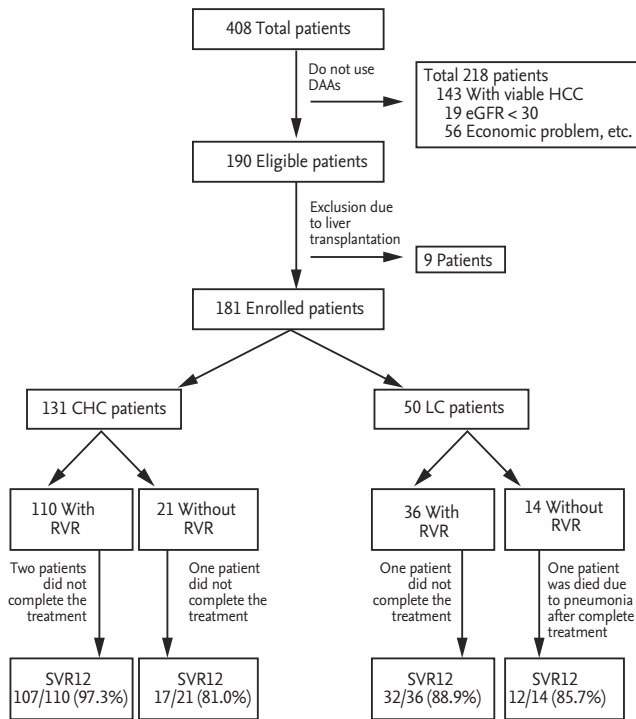 408 Total patients
Do not use
DAAs
Total 218 patients
143 With viable HCC
19 eGFR < 30
56 Economic problem, etc.
190 Eligible patients
Exclusion due
to liver
transplantation
9 Patients
181 Enrolled patients
131 CHC patients
50 LC patients
110 With
RVR
21 Without
RVR
36 With
RVR
14 Without
RVR
Two patients
did not
complete the
treatment
One patient
did not
complete the
treatment
One patient
did not
complete the
treatment
One patient
was died due
to pneumonia
after complete
treatment
SVR12
107/110 (97.3%)
SVR12
17/21 (81.0%)
SVR12
32/36 (88.9%)
SVR12
12/14 (85.7%)